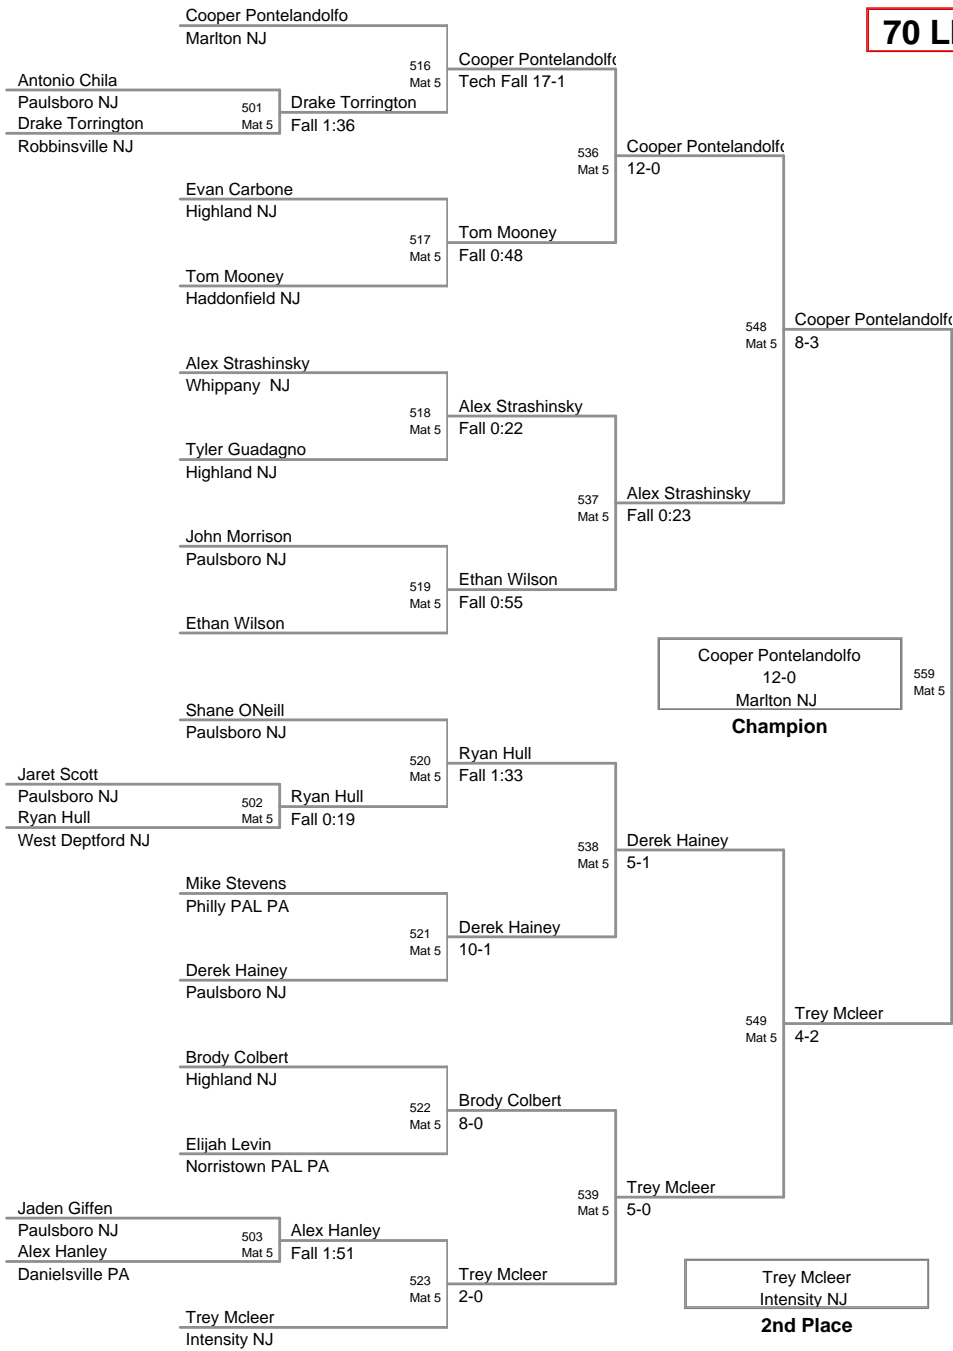 Cooper Pontelandolfo
Marlton NJ
70 L
516
Mat 5
Cooper Pontelandolfo
Tech Fall 17-1
Antonio Chila
Paulsboro NJ
501
Mat 5
Drake Torrington
Fall 1:36
Drake Torrington
Robbinsville NJ
536
Mat 5
Cooper Pontelandolfo
12-0
Evan Carbone
Highland NJ
517
Mat 5
Tom Mooney
Fall 0:48
Tom Mooney
Haddonfield NJ
548
Mat 5
Cooper Pontelandolfo
8-3
Alex Strashinsky
Whippany  NJ
518
Mat 5
Alex Strashinsky
Fall 0:22
Tyler Guadagno
Highland NJ
537
Mat 5
Alex Strashinsky
Fall 0:23
John Morrison
Paulsboro NJ
519
Mat 5
Ethan Wilson
Fall 0:55
Ethan Wilson
Cooper Pontelandolfo
12-0
Marlton NJ
Champion
559
Mat 5
Shane ONeill
Paulsboro NJ
520
Mat 5
Ryan Hull
Fall 1:33
Jaret Scott
Paulsboro NJ
502
Mat 5
Ryan Hull
Fall 0:19
Ryan Hull
West Deptford NJ
538
Mat 5
Derek Hainey
5-1
Mike Stevens
Philly PAL PA
521
Mat 5
Derek Hainey
10-1
Derek Hainey
Paulsboro NJ
549
Mat 5
Trey Mcleer
4-2
Brody Colbert
Highland NJ
522
Mat 5
Brody Colbert
8-0
Elijah Levin
Norristown PAL PA
539
Mat 5
Trey Mcleer
5-0
Jaden Giffen
Paulsboro NJ
503
Mat 5
Alex Hanley
Fall 1:51
Alex Hanley
Danielsville PA
523
Mat 5
Trey Mcleer
2-0
Trey Mcleer
Intensity NJ
Trey Mcleer
Intensity NJ
2nd Place